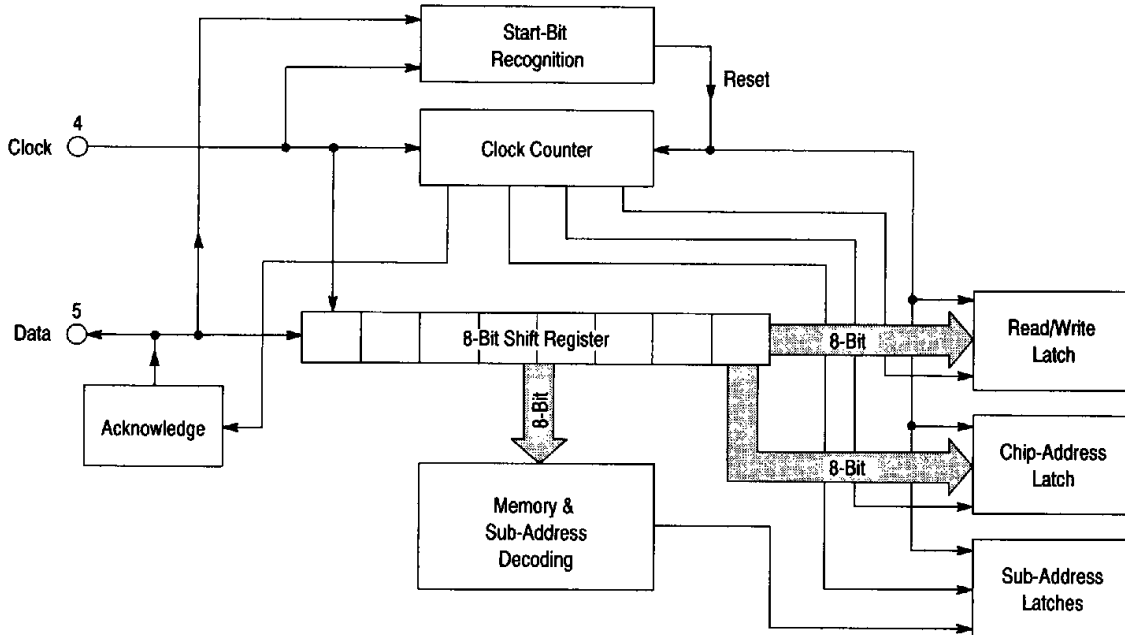 Start-Bit
Recognition
Reset
4
Clock
Clock Counter
5
Data
8-Bit Shift Register
8-Bit
Read/Write
Latch
Acknowledge
8-Bit
8-Bit
Chip-Address
Latch
Memory &
Sub-Address
Decoding
Sub-Address
Latches